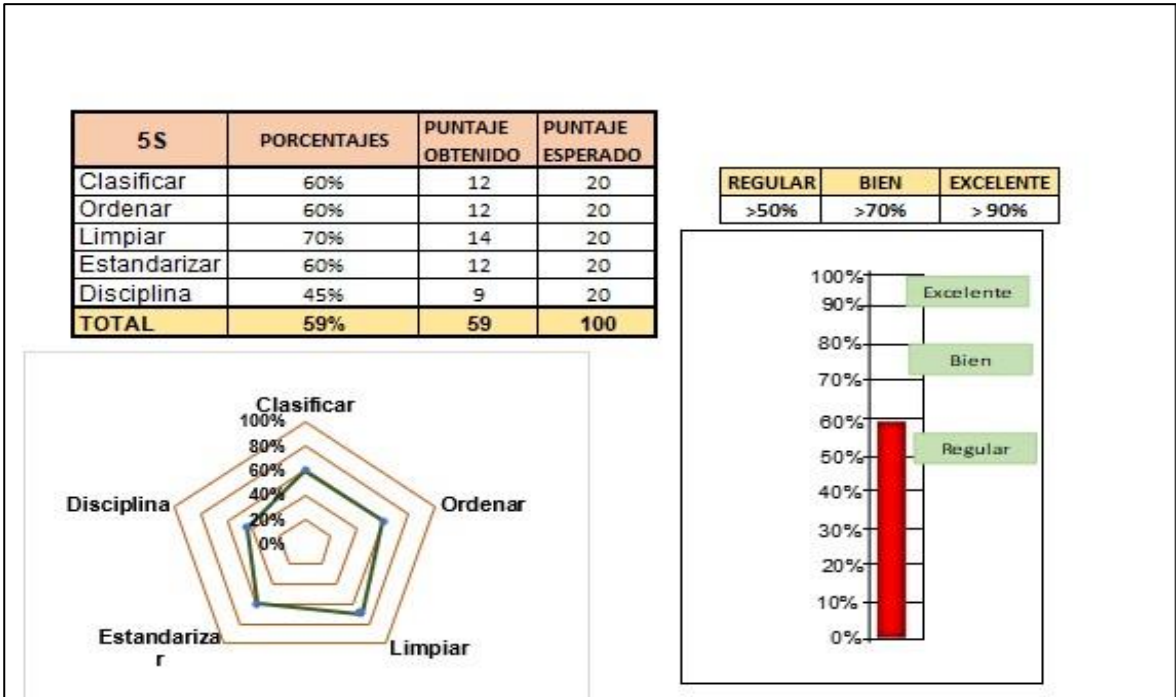 5S PORCENTAJES PUNTAJE OBTENIDO PUNTAJE ESPERADO
Clasificar 60% 12 20
Ordenar 60% 12 20
Limpiar 70% 14 20
Estandarizar 60% 12 20
Disciplina 45% 9 20
TOTAL 59% 59 100
REGULAR BIEN EXCELENTE
>50% >70% > 90%
Clasificar
100%
80%
60%
40%
20%
0%
Disciplina
Ordenar
Estandariza
r
Limpiar
100%
90%
80%
70%
60%
50%
40%
30%
20%
10%
0%
Excelente
Bien
Regular